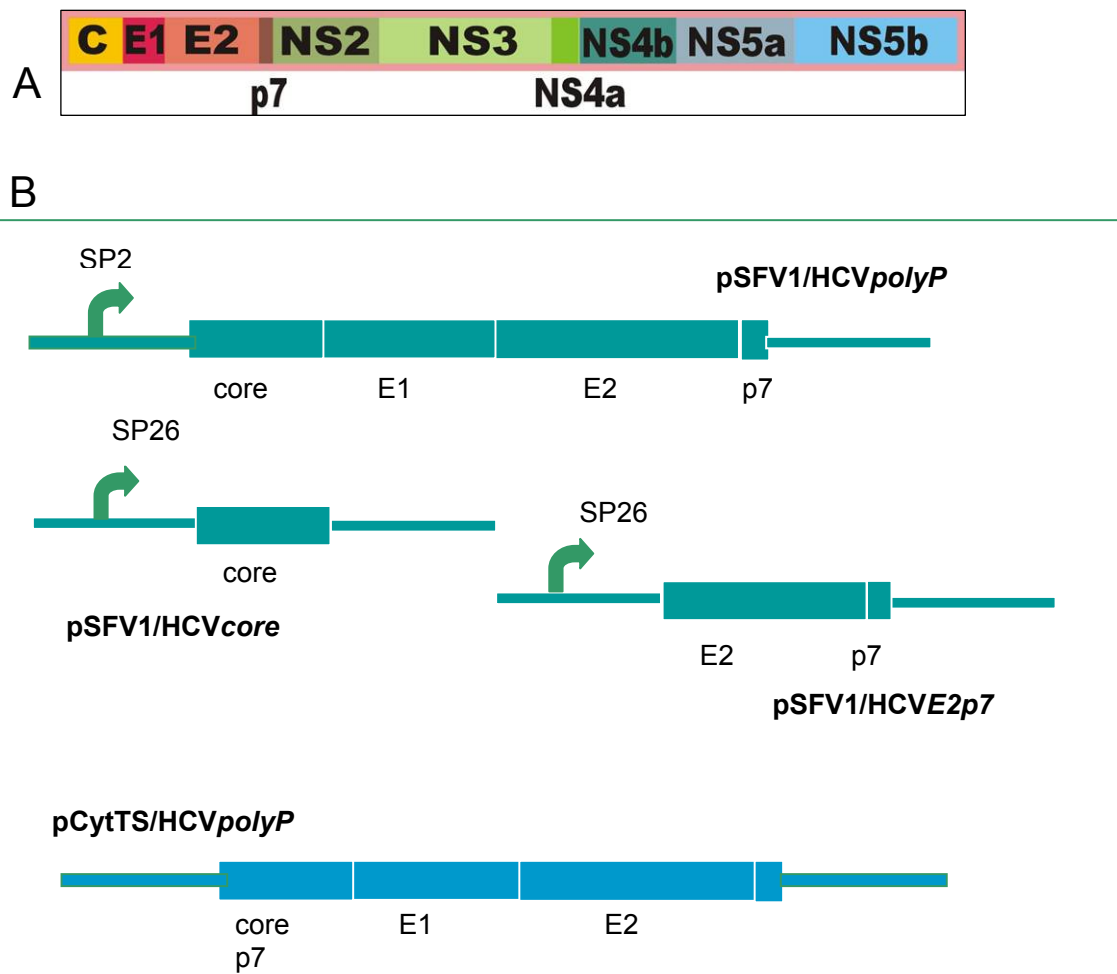 C E1 E2 NS2 NS3 NS4b NS5a NS5b
A
p7 NS4a
B
SP2
pSFV1/HCVpolyP
core E1 E2 p7
SP26
core
pSFV1/HCVcore
SP26
E2 p7
pSFV1/HCVE2p7
pCytTS/HCVpolyP
core E1 E2
p7